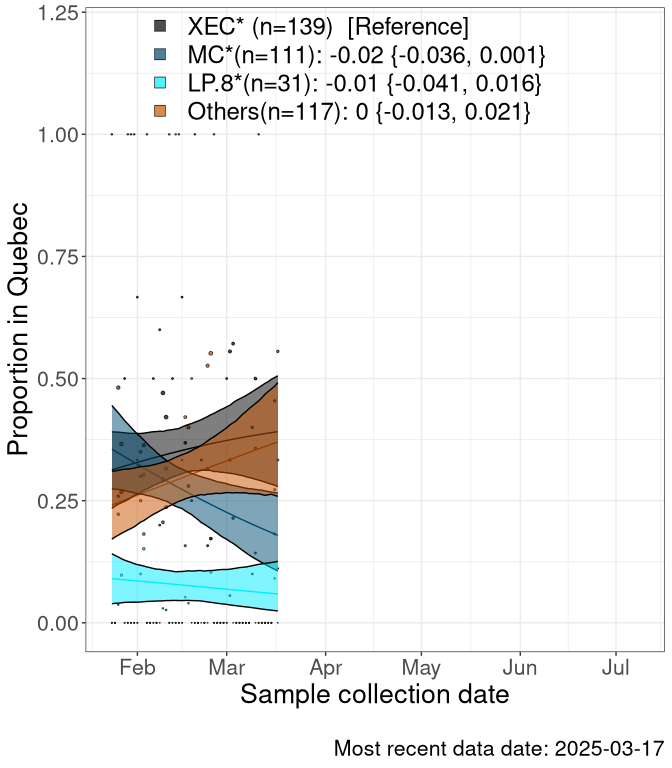 XEC* (n=139)  [Reference]
MC*(n=111): -0.02 {-0.036, 0.001}
LP.8*(n=31): -0.01 {-0.041, 0.016}
Others(n=117): 0 {-0.013, 0.021}
1.25
1.00
0.75
0.50
0.25
0.00
Proportion in Quebec
Feb Mar Apr May Jun Jul
Sample collection date
Most recent data date: 2025-03-17